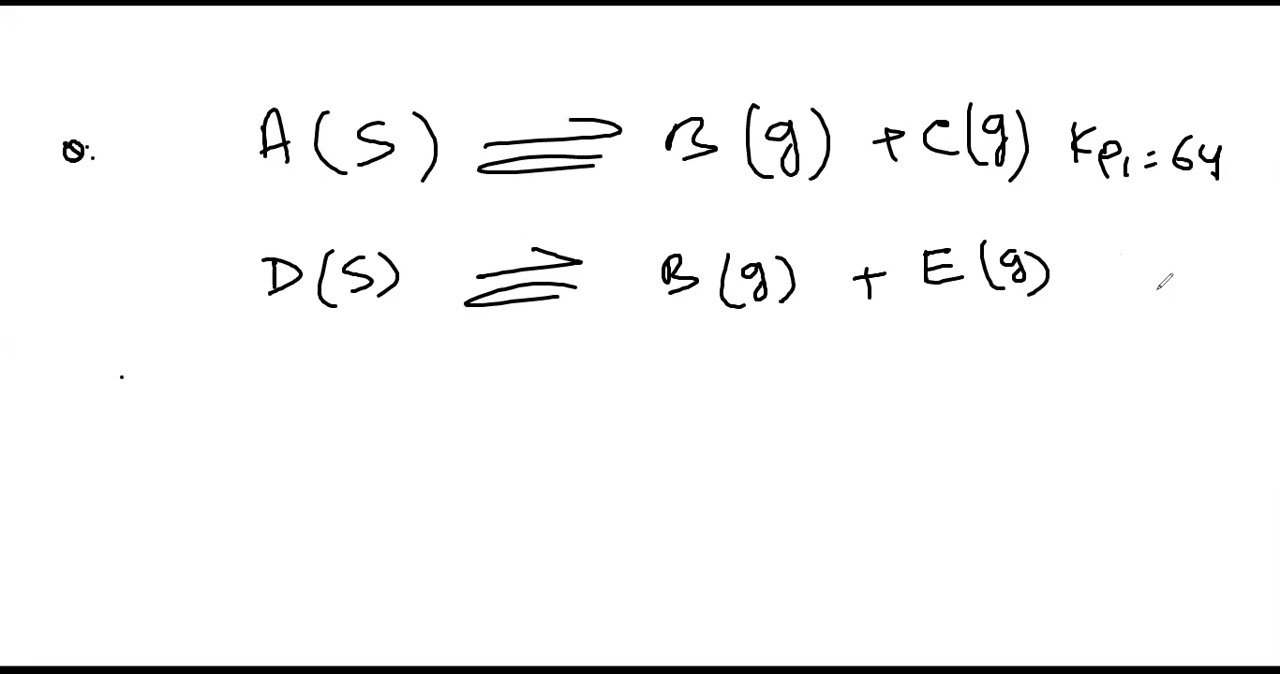 Q. A(S) ⇌ B(g) + C(g) Kp₁ = 64
D(S) ⇌ B(g) + E(g)